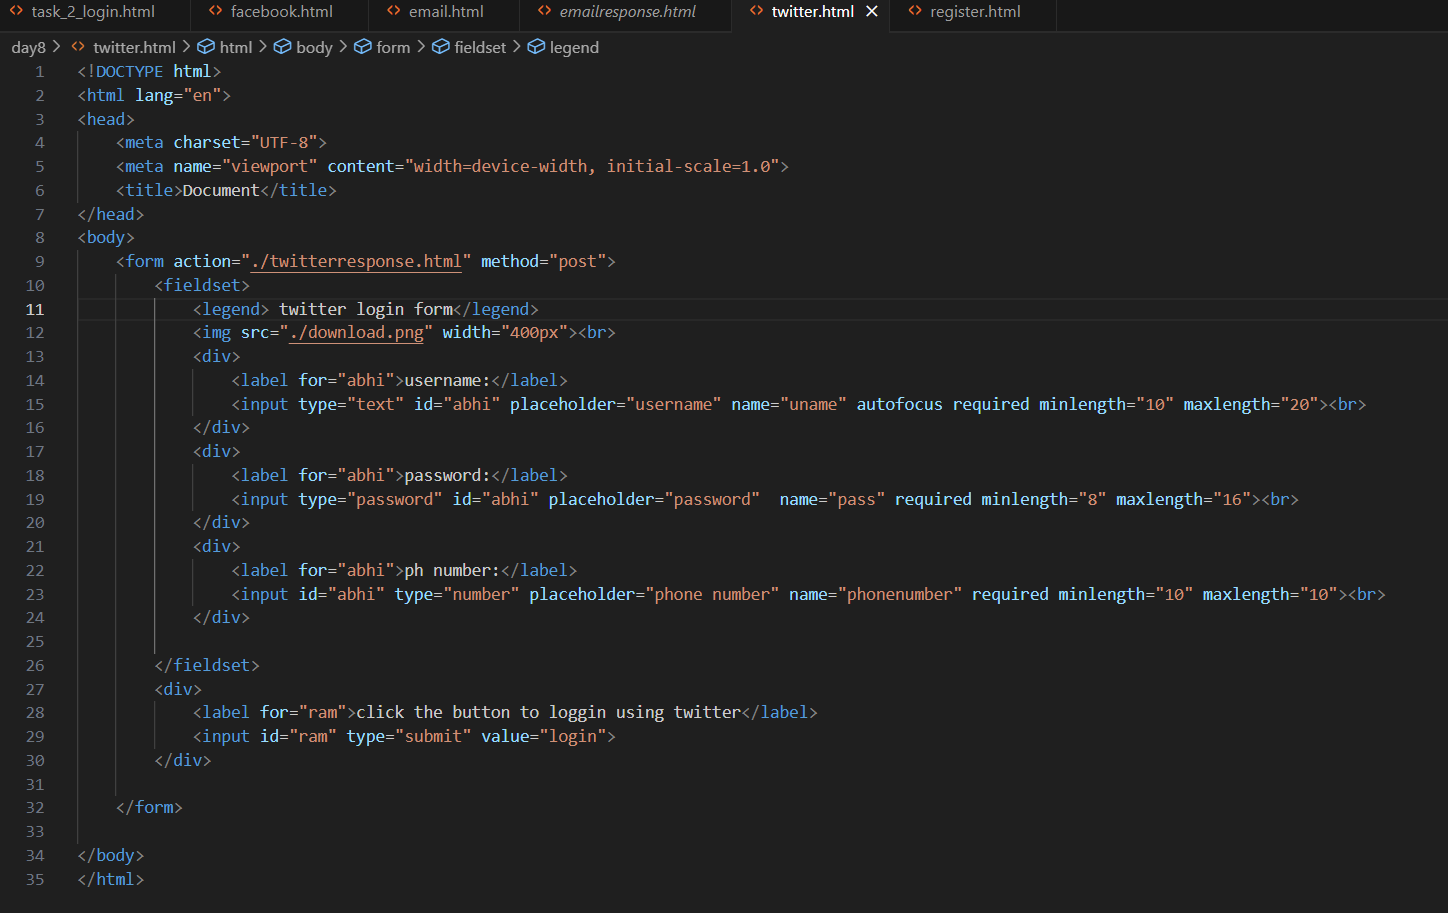 task_2_login.html facebook.html email.html emailresponse.html twitter.html register.html
day8 > twitter.html > html > body > form > fieldset > legend
1 <!DOCTYPE html>
2 <html lang="en">
3 <head>
4     <meta charset="UTF-8">
5     <meta name="viewport" content="width=device-width, initial-scale=1.0">
6     <title>Document</title>
7 </head>
8 <body>
9     <form action="./twitterresponse.html" method="post">
10         <fieldset>
11             <legend> twitter login form</legend>
12             <img src="./download.png" width="400px"><br>
13             <div>
14                 <label for="abhi">username:</label>
15                 <input type="text" id="abhi" placeholder="username" name="uname" autofocus required minlength="10" maxlength="20"><br>
16             </div>
17             <div>
18                 <label for="abhi">password:</label>
19                 <input type="password" id="abhi" placeholder="password"  name="pass" required minlength="8" maxlength="16"><br>
20             </div>
21             <div>
22                 <label for="abhi">ph number:</label>
23                 <input id="abhi" type="number" placeholder="phone number" name="phonenumber" required minlength="10" maxlength="10"><br>
24             </div>
25
26         </fieldset>
27         <div>
28             <label for="ram">click the button to loggin using twitter</label>
29             <input id="ram" type="submit" value="login">
30         </div>
31
32     </form>
33
34 </body>
35 </html>